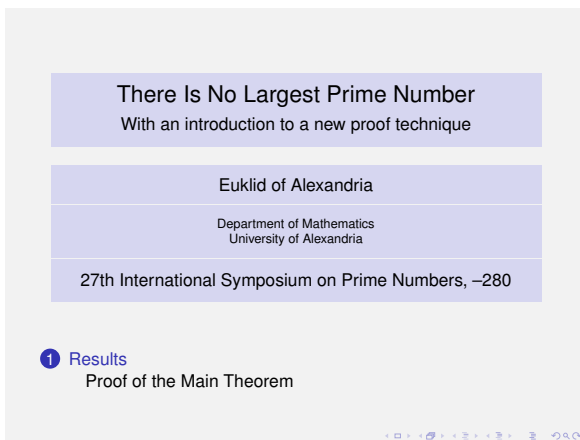 There Is No Largest Prime Number
With an introduction to a new proof technique
Euklid of Alexandria
Department of Mathematics
University of Alexandria
27th International Symposium on Prime Numbers, –280
1 Results
Proof of the Main Theorem